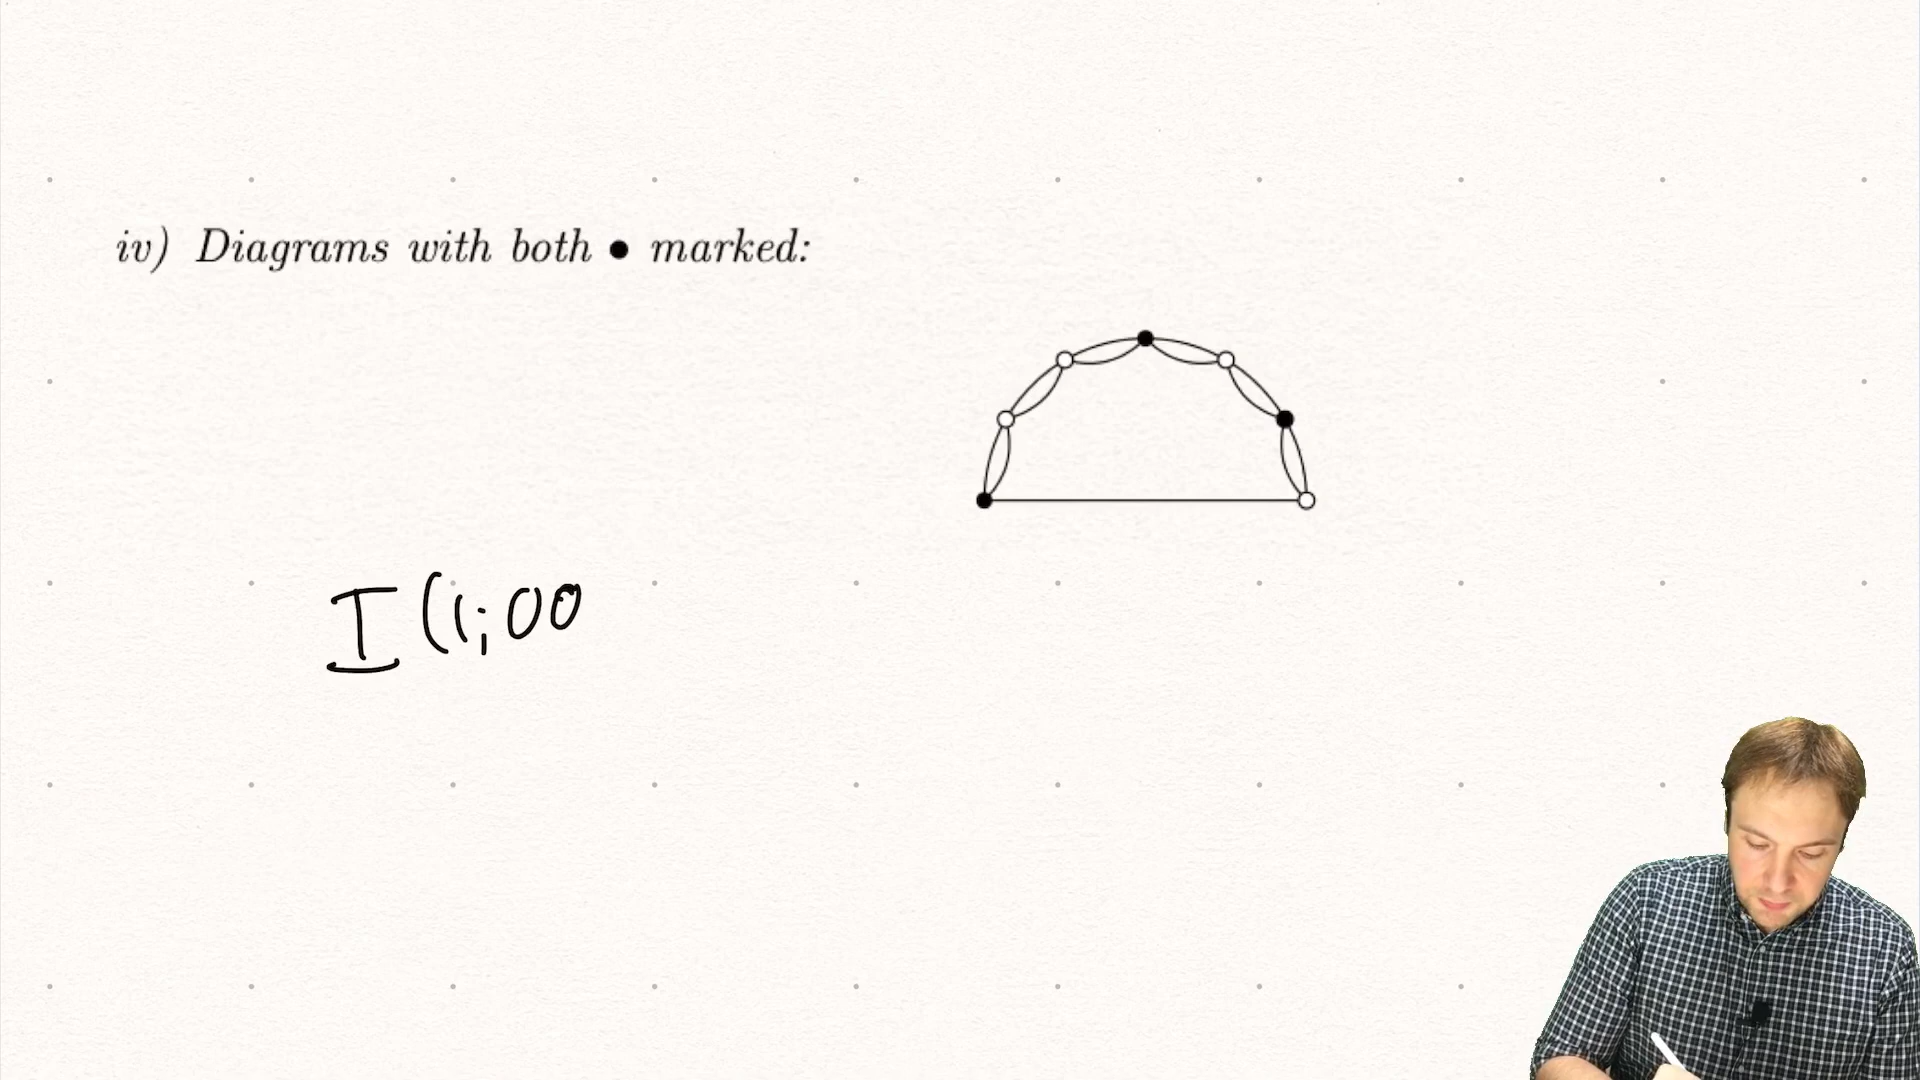 iv) Diagrams with both • marked:
I(1;00